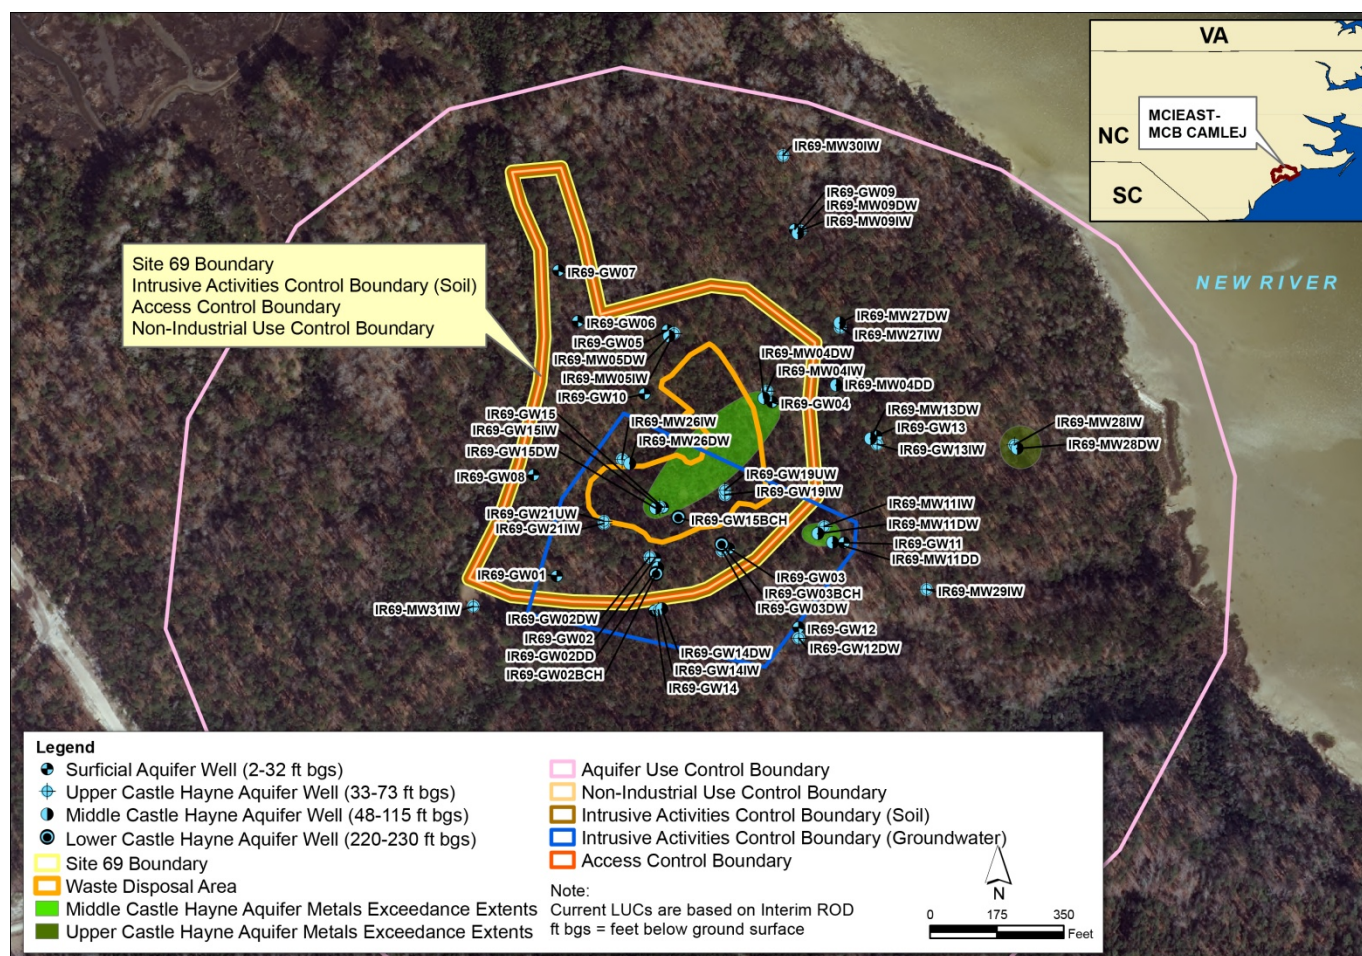 VA
MCIEAST-
MCB CAMLEJ
NC
SC
NEW RIVER
Site 69 Boundary
Intrusive Activities Control Boundary (Soil)
Access Control Boundary
Non-Industrial Use Control Boundary
IR69-MW30IW
IR69-GW09
IR69-MW09DW
IR69-MW09IW
IR69-GW07
IR69-GW06
IR69-GW05
IR69-MW05DW
IR69-MW05IW
IR69-GW10
IR69-MW27DW
IR69-MW27IW
IR69-MW04DW
IR69-MW04IW
IR69-MW04DD
IR69-GW04
IR69-GW15
IR69-GW15IW
IR69-GW15DW
IR69-MW26IW
IR69-MW26DW
IR69-MW13DW
IR69-GW13
IR69-GW13IW
IR69-MW28IW
IR69-MW28DW
IR69-GW08
IR69-GW19UW
IR69-GW19IW
IR69-GW21UW
IR69-GW21IW
IR69-GW15BCH
IR69-MW11IW
IR69-MW11DW
IR69-GW11
IR69-MW11DD
IR69-GW01
IR69-GW03
IR69-GW03BCH
IR69-GW03DW
IR69-MW29IW
IR69-MW31IW
IR69-GW02DW
IR69-GW02
IR69-GW02DD
IR69-GW02BCH
IR69-GW12
IR69-GW12DW
IR69-GW14DW
IR69-GW14IW
IR69-GW14
Legend
Surficial Aquifer Well (2-32 ft bgs)
Upper Castle Hayne Aquifer Well (33-73 ft bgs)
Middle Castle Hayne Aquifer Well (48-115 ft bgs)
Lower Castle Hayne Aquifer Well (220-230 ft bgs)
Site 69 Boundary
Waste Disposal Area
Middle Castle Hayne Aquifer Metals Exceedance Extents
Upper Castle Hayne Aquifer Metals Exceedance Extents
Aquifer Use Control Boundary
Non-Industrial Use Control Boundary
Intrusive Activities Control Boundary (Soil)
Intrusive Activities Control Boundary (Groundwater)
Access Control Boundary
Note:
Current LUCs are based on Interim ROD
ft bgs = feet below ground surface
N
0 175 350
Feet